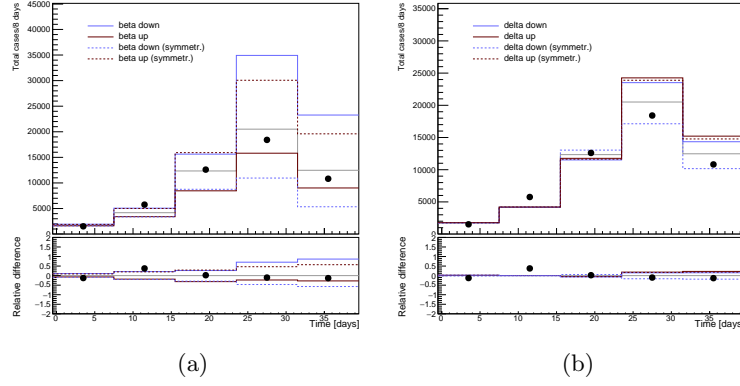 Total cases/8 days
45000
40000
35000
30000
25000
20000
15000
10000
5000
0
beta down
beta up
beta down (symmetr.)
beta up (symmetr.)
Relative difference
2
1.5
1
0.5
0
−0.5
−1
−1.5
−2
0 5 10 15 20 25 30 35
Time [days]
(a)
Total cases/8 days
35000
30000
25000
20000
15000
10000
5000
0
delta down
delta up
delta down (symmetr.)
delta up (symmetr.)
Relative difference
2
1.5
1
0.5
0
−0.5
−1
−1.5
−2
0 5 10 15 20 25 30 35
Time [days]
(b)